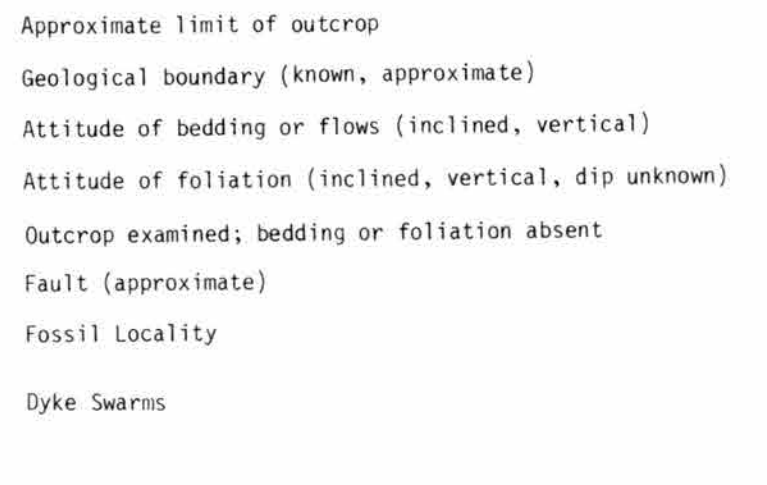 Approximate limit of outcrop
Geological boundary (known, approximate)
Attitude of bedding or flows (inclined, vertical)
Attitude of foliation (inclined, vertical, dip unknown)
Outcrop examined; bedding or foliation absent
Fault (approximate)
Fossil Locality
Dyke Swarms